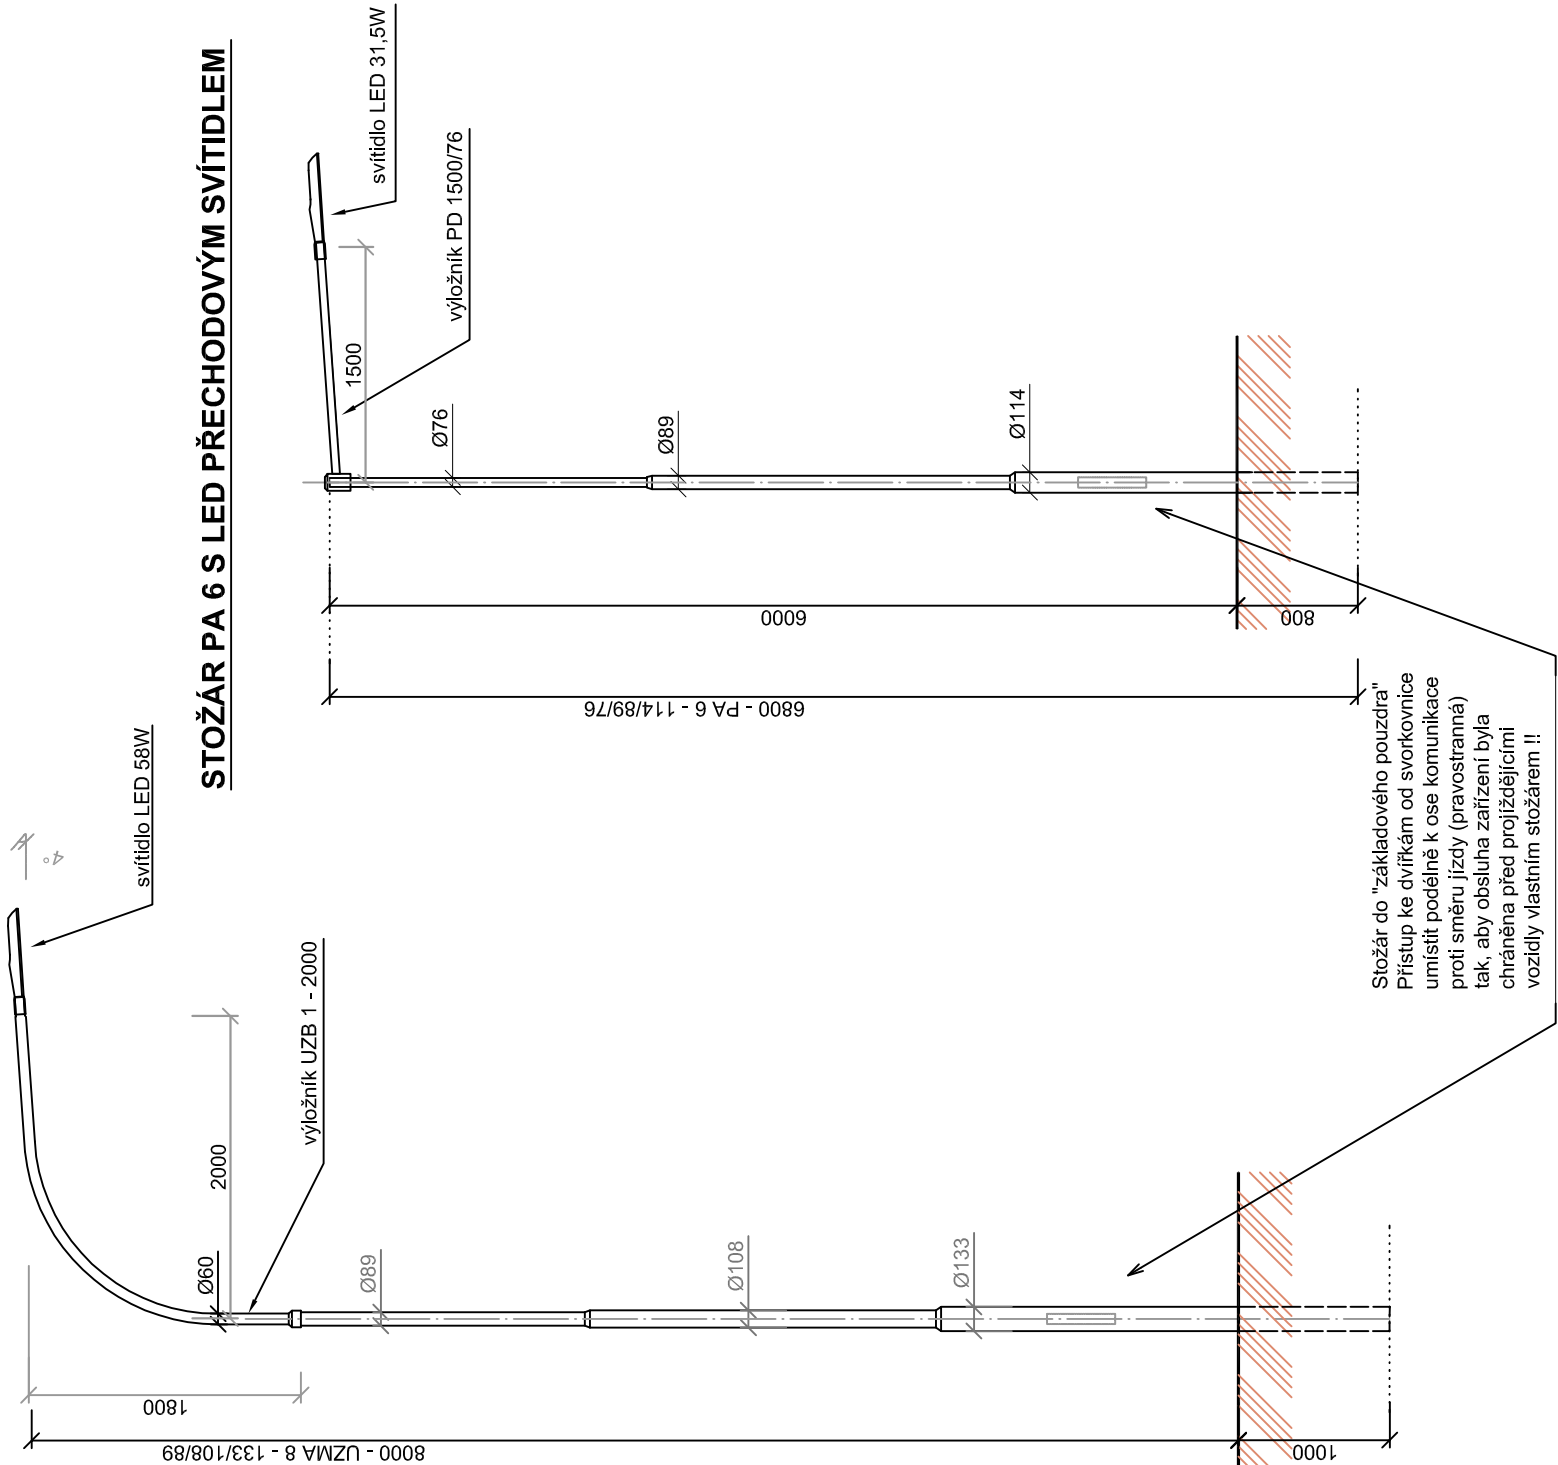 STOŽÁR PA 6 S LED PŘECHODOVÝM SVÍTIDLEM
svítidlo LED 31,5W
výložník PD 1500/76
1500
Ø76
Ø89
Ø114
6000
800
6800 - PA 6 - 114/89/76
svítidlo LED 58W
4°
výložník UZB 1 - 2000
2000
Ø60
Ø89
Ø108
Ø133
1800
8000 - UZMA 8 - 133/108/89
1000
Stožár do "základového pouzdra"
Přístup ke dvířkám od svorkovnice
umístit podélně k ose komunikace
proti směru jízdy (pravostranná)
tak, aby obsluha zařízení byla
chráněna před projíždějícími
vozidly vlastním stožárem !!